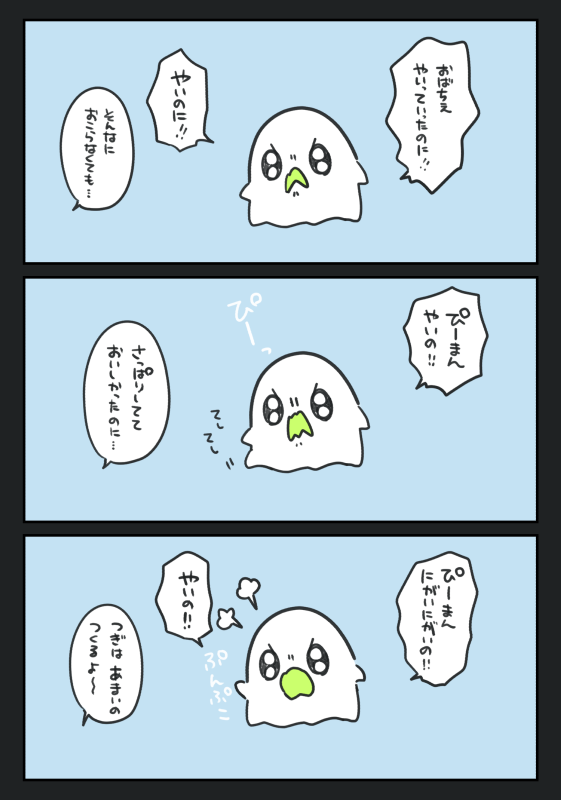 おばちぇ
やいっていったのに!!
やいのに!!
そんなに
おこらなくても…
ぴーまん
やいの!!
ぴーっ
さっぱりしてて
おいしかったのに…
てし
てし
ぴーまん
にがいにがいの!!
やいの!!
ぷんぷこ
つぎは あまいの
つくるよ〜